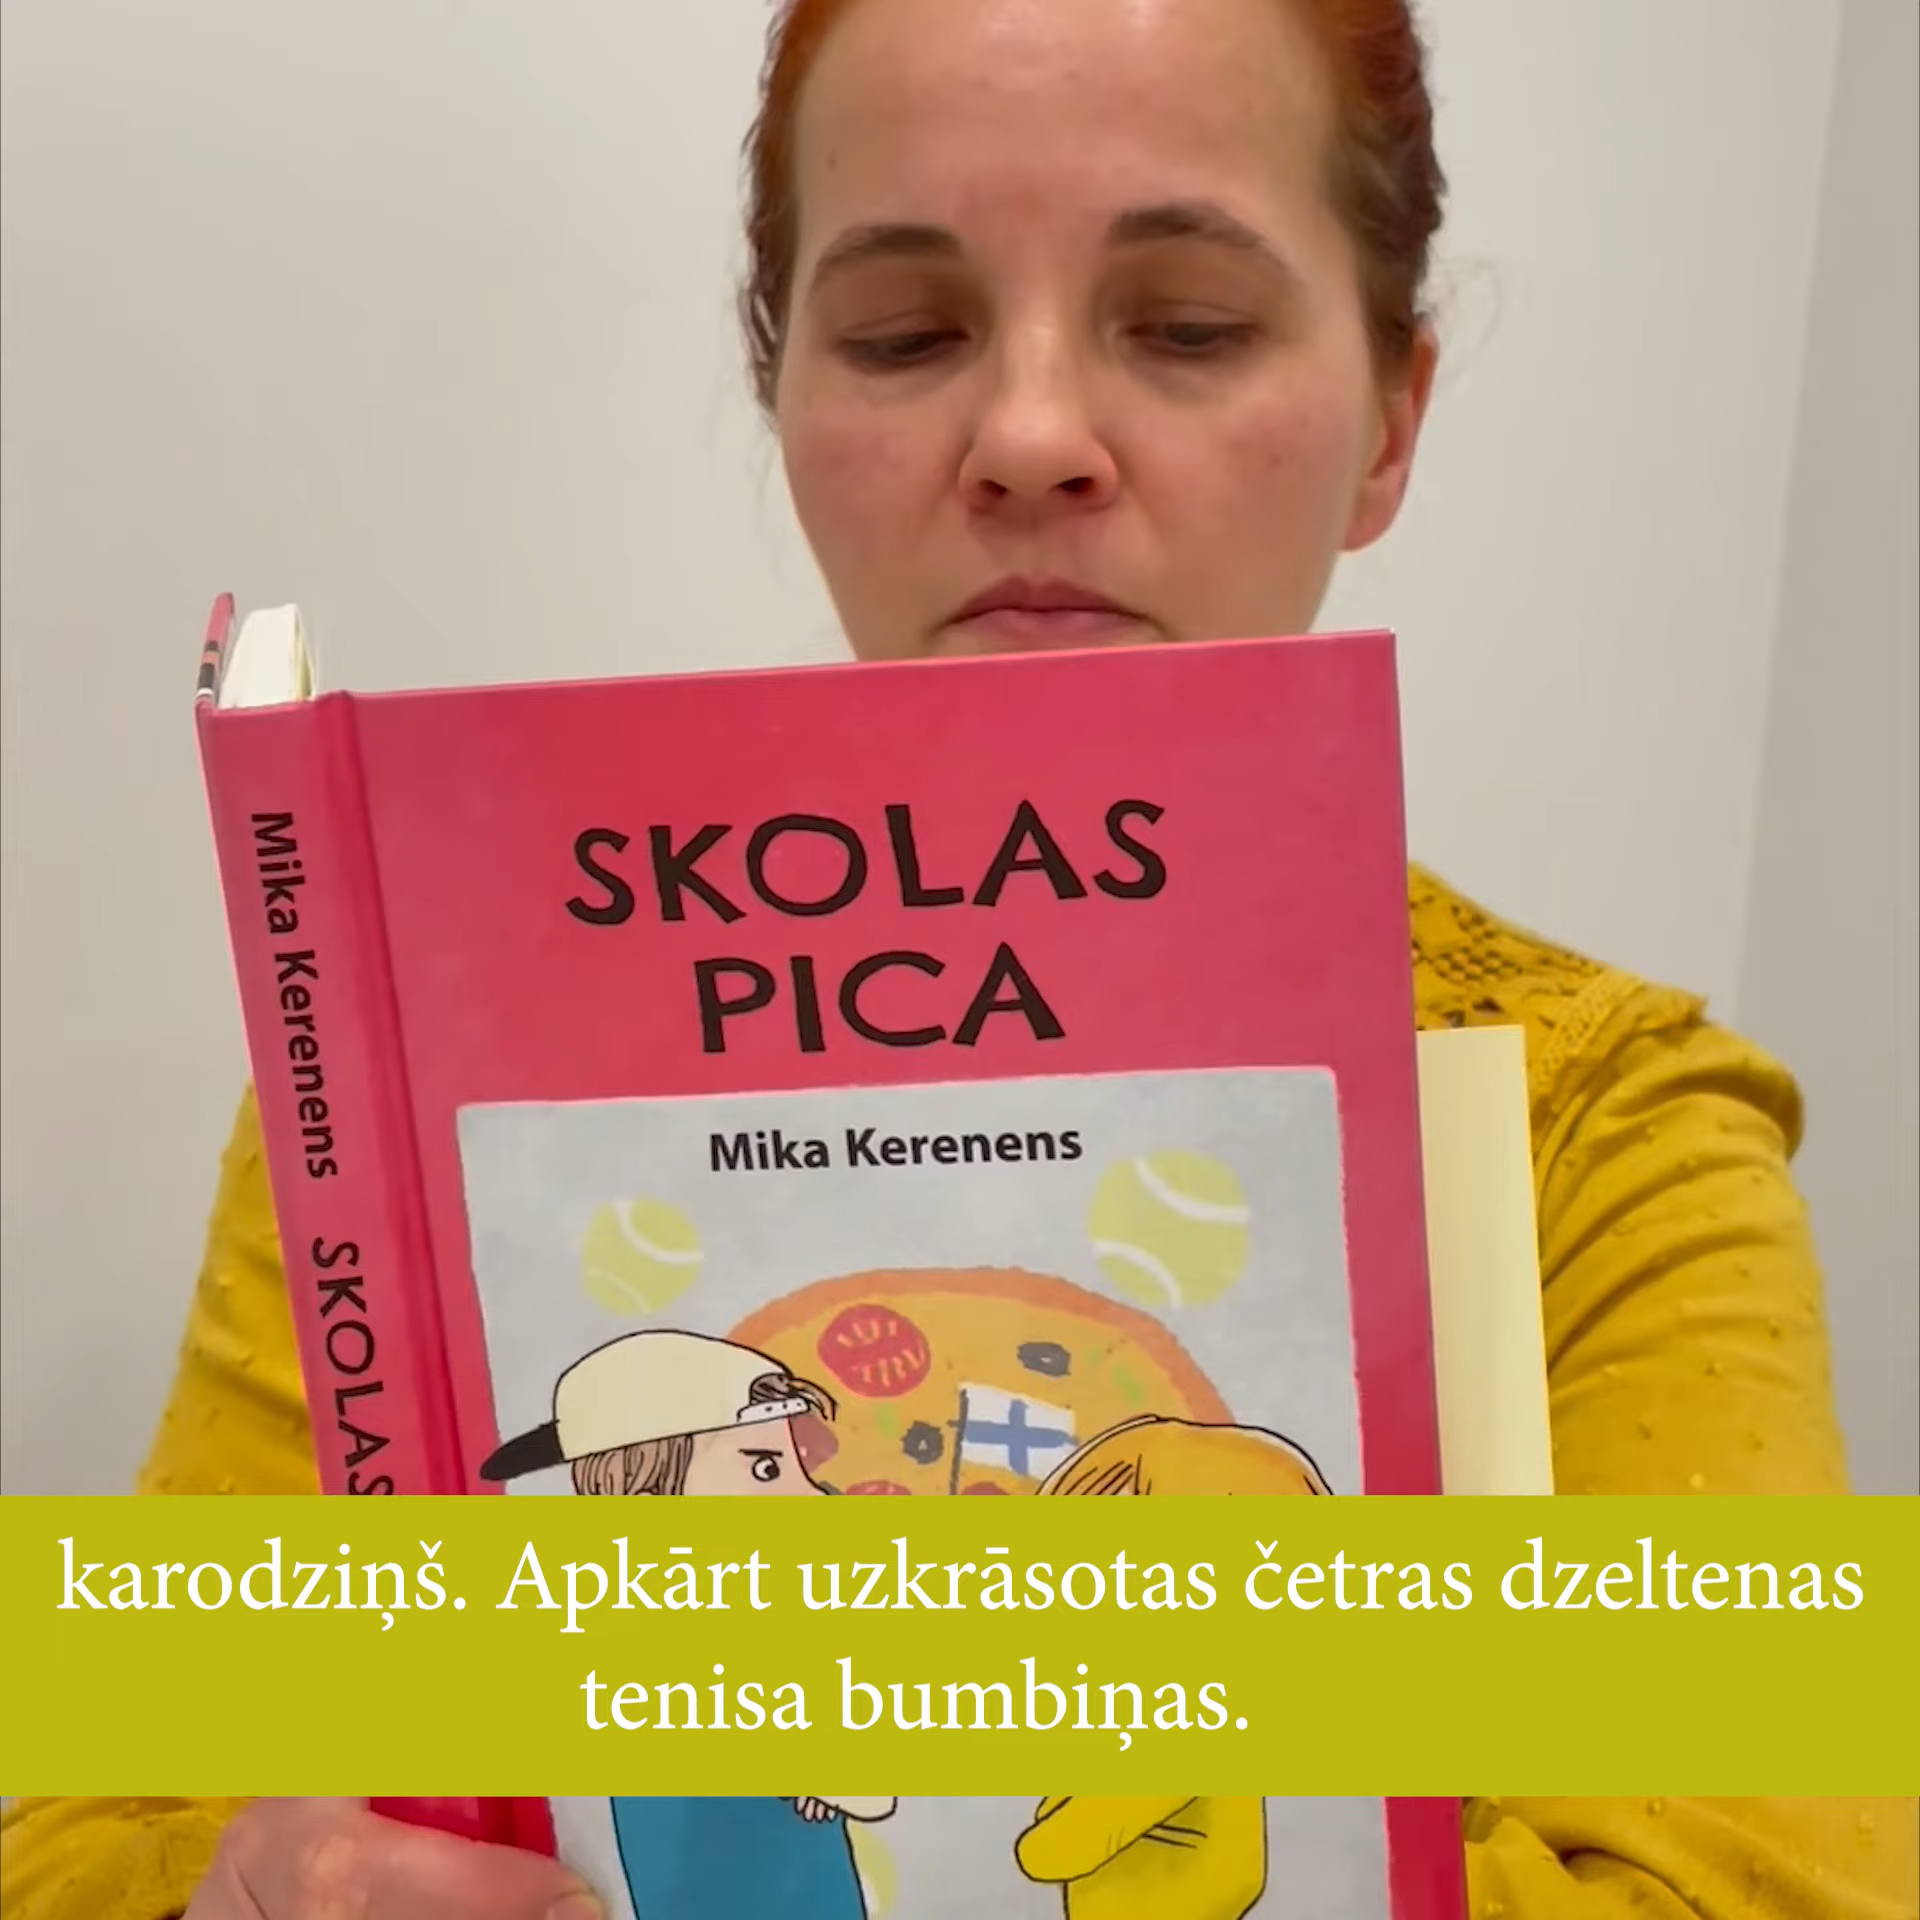 SKOLAS
PICA
Mika Kerenens
Mika Kerenens SKOLAS
karodziņš. Apkārt uzkrāsotas četras dzeltenas
tenisa bumbiņas.